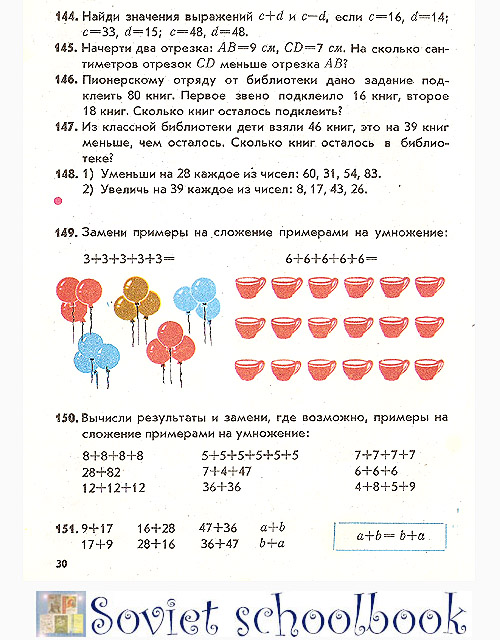 144. Найди значения выражений c+d и c−d, если c=16, d=14;
c=33, d=15; c=48, d=48.
145. Начерти два отрезка: AB=9 см, CD=7 см. На сколько сан-
тиметров отрезок CD меньше отрезка AB?
146. Пионерскому отряду от библиотеки дано задание под-
клеить 80 книг. Первое звено подклеило 16 книг, второе
18 книг. Сколько книг осталось подклеить?
147. Из классной библиотеки дети взяли 46 книг, это на 39 книг
меньше, чем осталось. Сколько книг осталось в библио-
теке?
148. 1) Уменьши на 28 каждое из чисел: 60, 31, 54, 83.
2) Увеличь на 39 каждое из чисел: 8, 17, 43, 26.
149. Замени примеры на сложение примерами на умножение:
3+3+3+3+3= 6+6+6+6+6=
150. Вычисли результаты и замени, где возможно, примеры на
сложение примерами на умножение:
8+8+8+8 5+5+5+5+5+5 7+7+7+7
28+82 7+4+47 6+6+6
12+12+12 36+36 4+8+5+9
151. 9+17 16+28 47+36 a+b
17+9 28+16 36+47 b+a
a+b=b+a
30
Soviet schoolbook